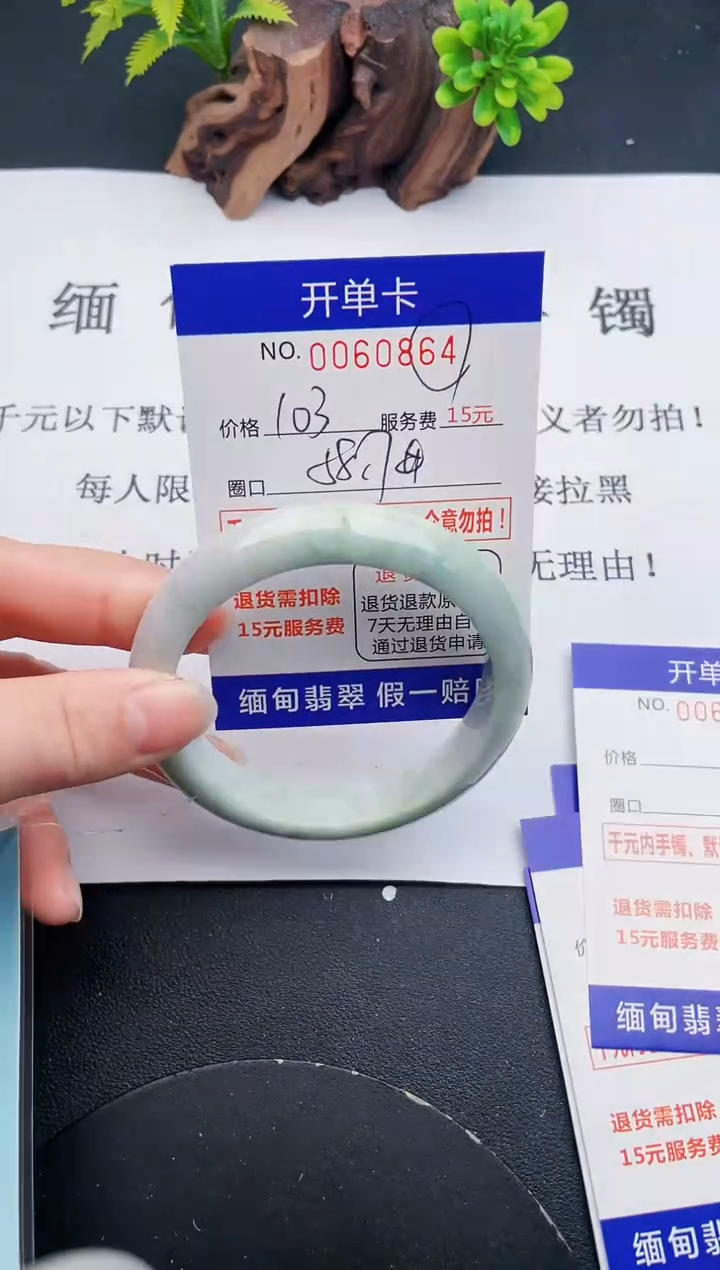 开单卡
缅
镯
NO. 0060864
价格 103 服务费 15元
千元以下默
义者勿拍！
圈口 58.7
每人限
接拉黑
意勿拍！
无理由！
退货需扣除
15元服务费
退货退款原
7天无理由自
通过退货申请
缅甸翡翠 假一赔
开单
NO. 006
价格
圈口
千元内手镯、默
退货需扣除
15元服务费
缅甸翡
退货需扣除
15元服务费
缅甸翡